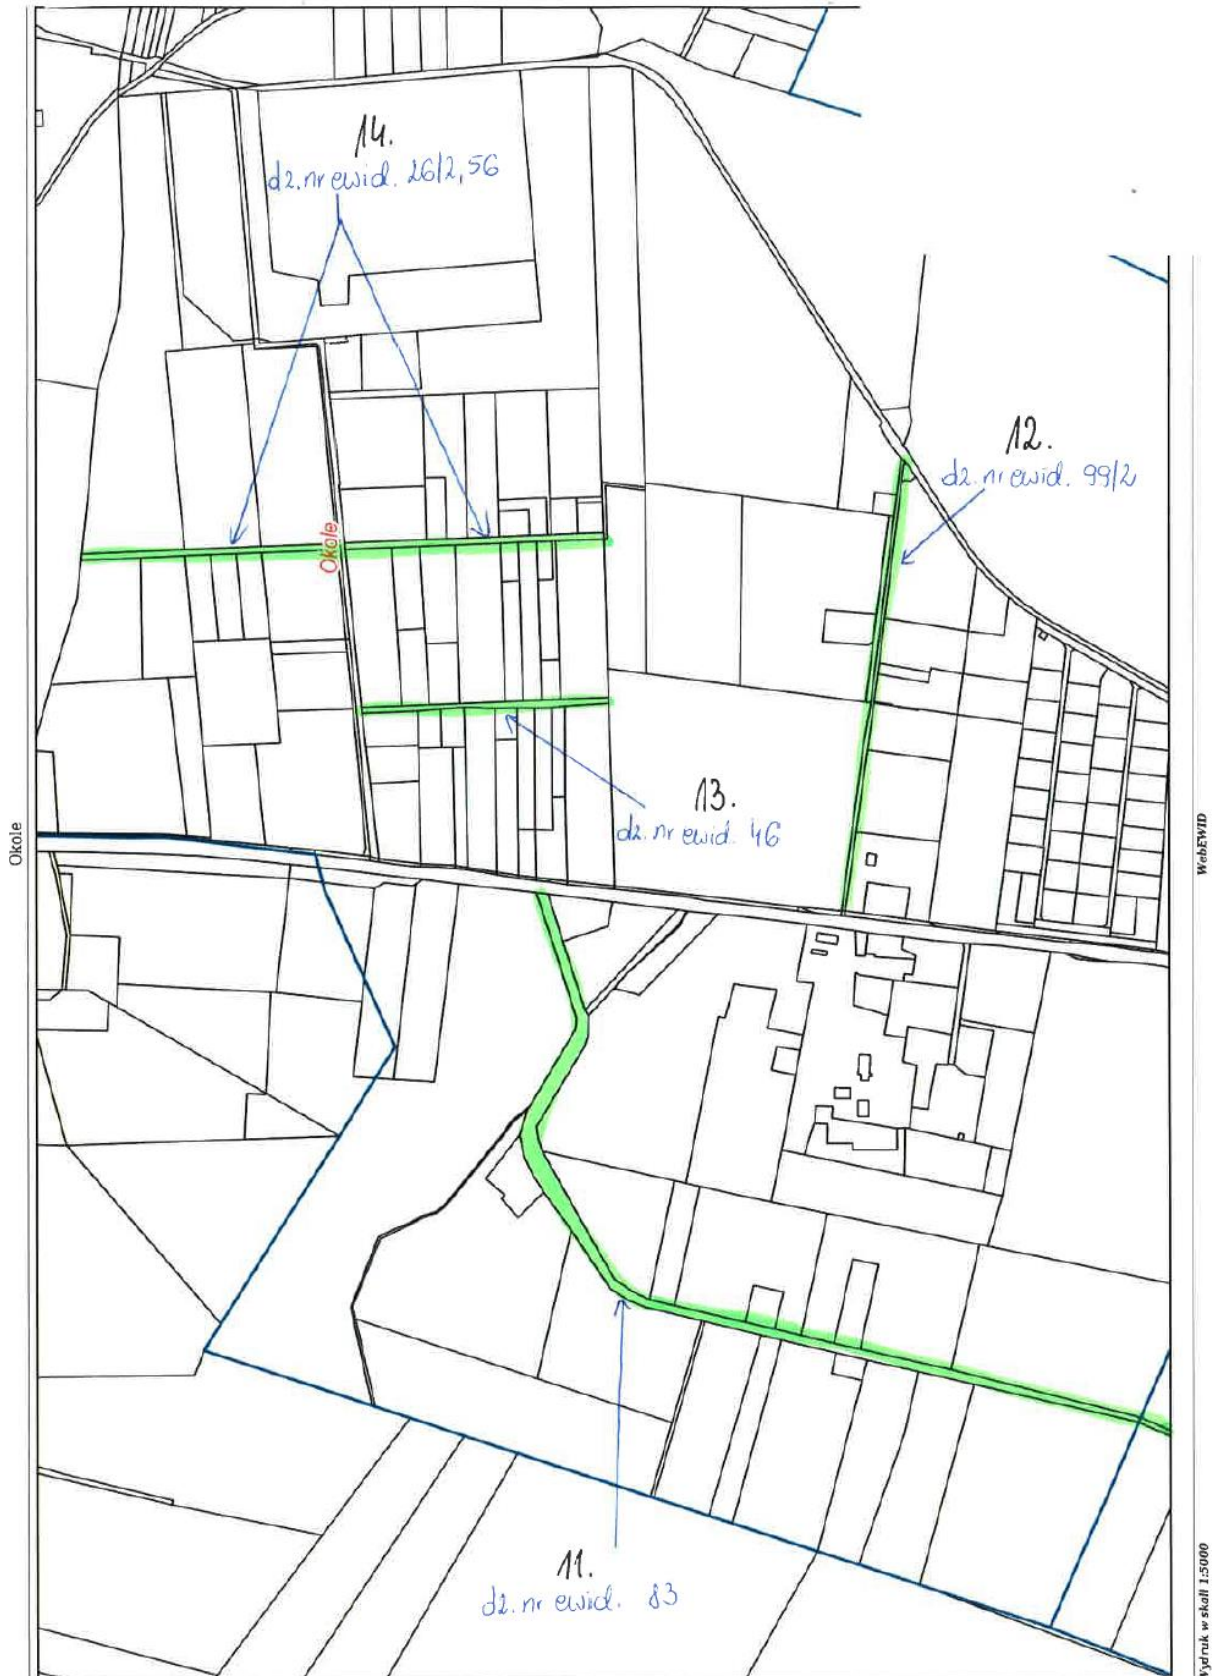 14.
dz. nr ewid. 26/2, 56
12.
dz. nr ewid. 99/2
Okole
13.
dz. nr ewid. 46
Okole
WebEWID
11.
dz. nr ewid. 83
Wydruk w skali 1:5000